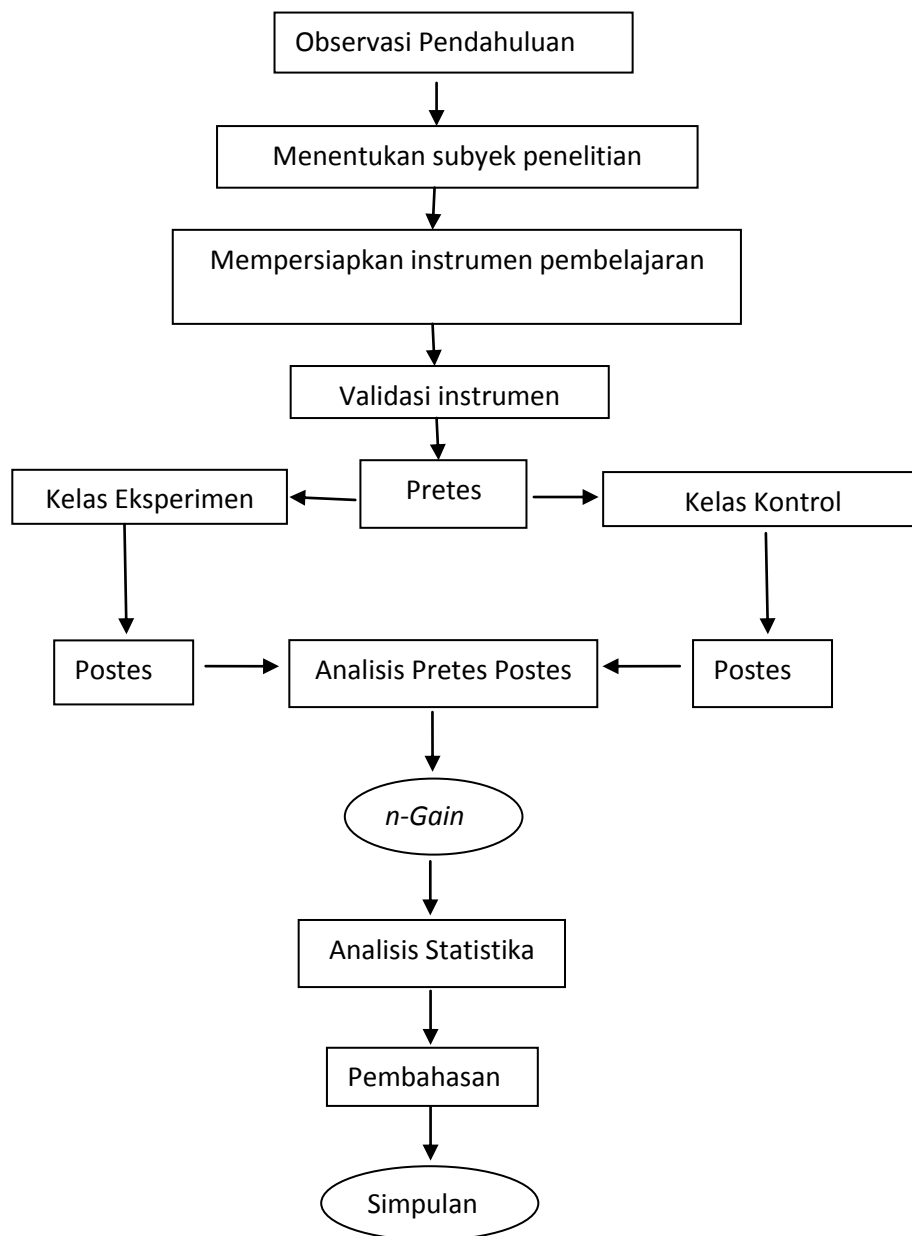 Observasi Pendahuluan
Menentukan subyek penelitian
Mempersiapkan instrumen pembelajaran
Validasi instrumen
Kelas Eksperimen
Pretes
Kelas Kontrol
Postes
Analisis Pretes Postes
Postes
n-Gain
Analisis Statistika
Pembahasan
Simpulan